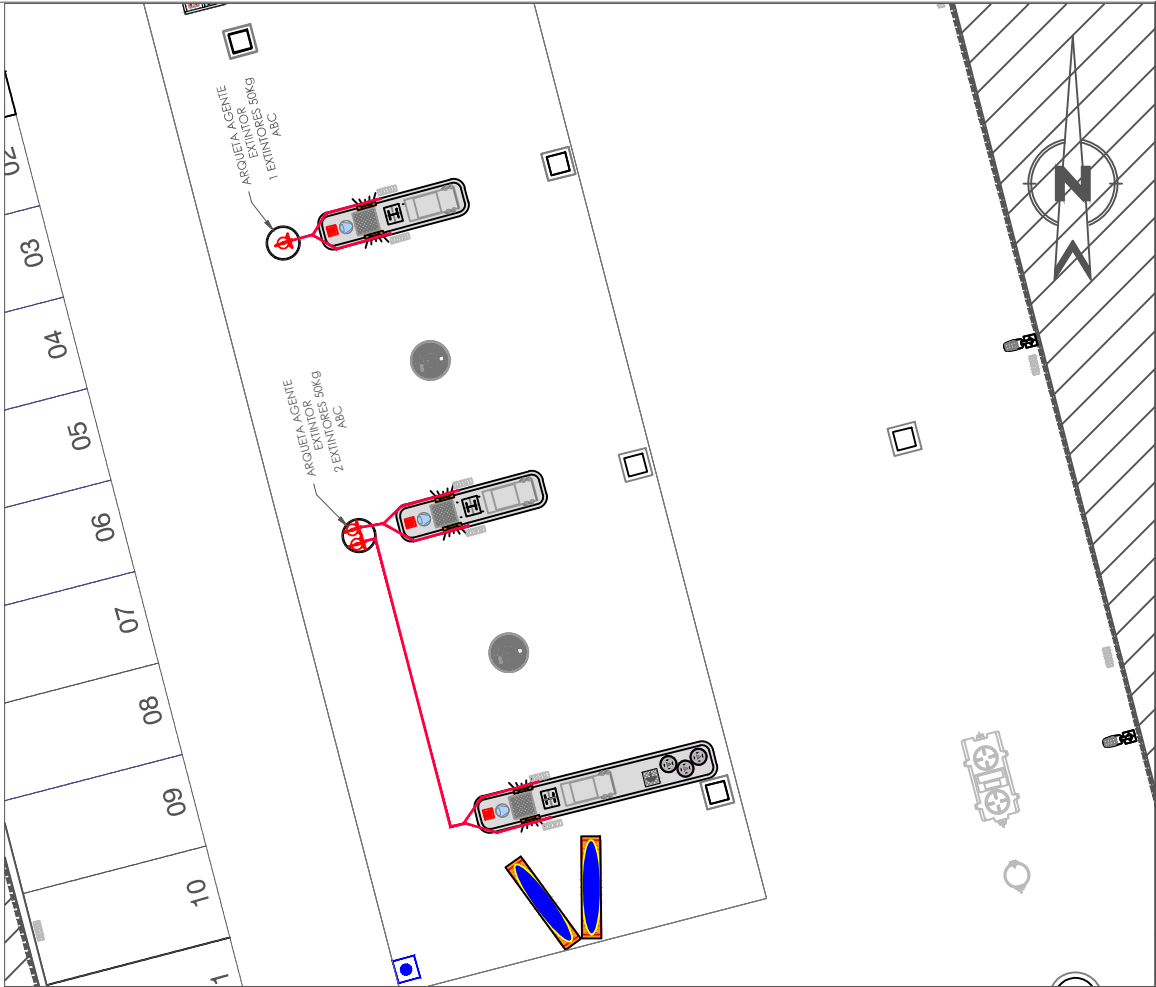 ARQUETA AGENTE
EXTINTOR
1 EXTINTORES 50Kg
ABC
N
02
03
04
ARQUETA AGENTE
EXTINTOR
2 EXTINTORES 50Kg
ABC
05
06
07
08
09
10
1